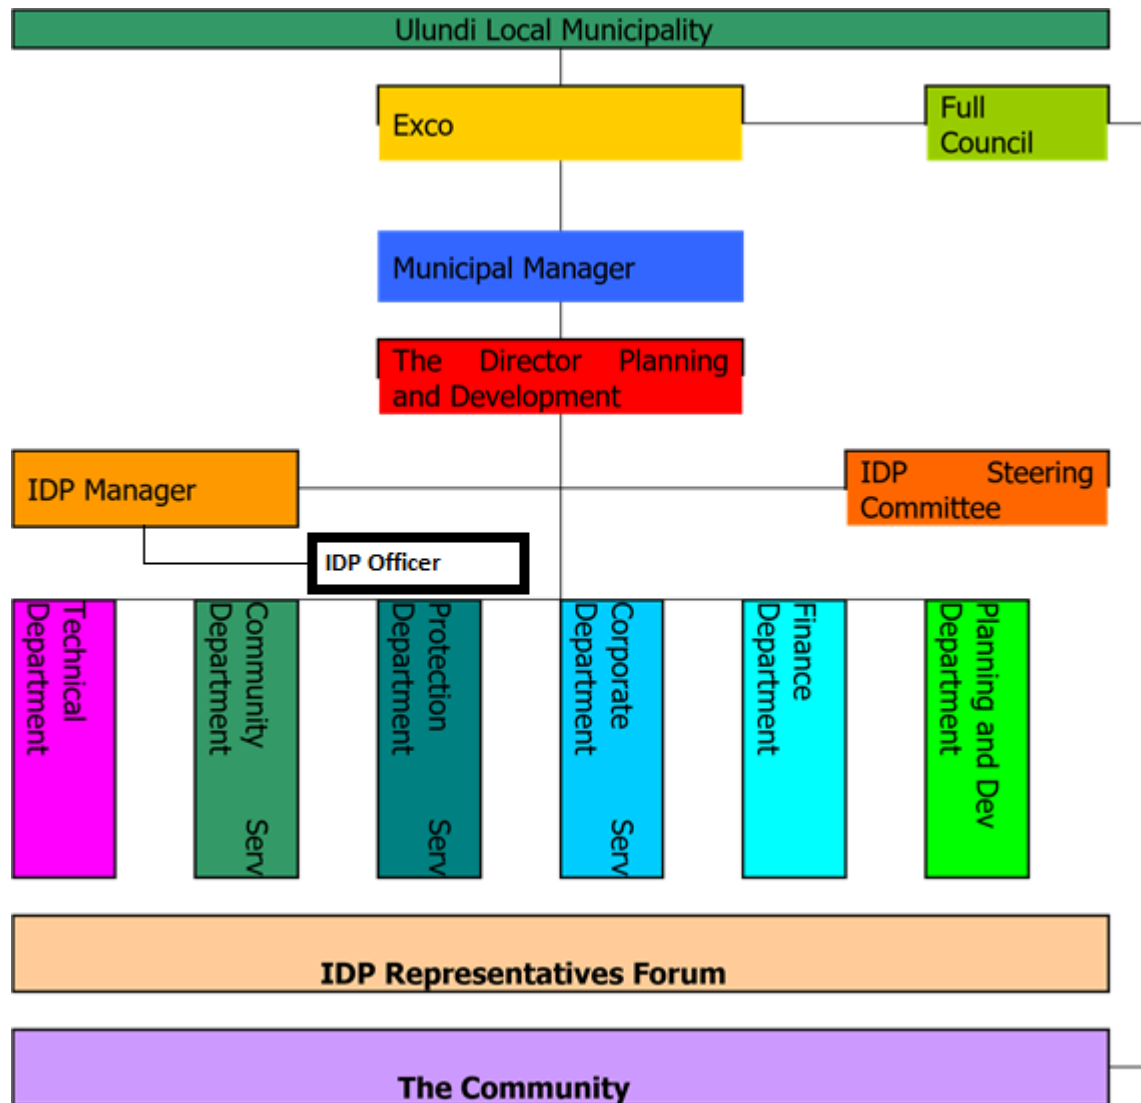 Ulundi Local Municipality
Exco
Full
Council
Municipal Manager
The Director Planning
and Development
IDP Manager
IDP Steering
Committee
IDP Officer
Technical
Department
Community Serv
Department
Protection Serv
Department
Corporate Serv
Department
Finance
Department
Planning and Dev
Department
IDP Representatives Forum
The Community